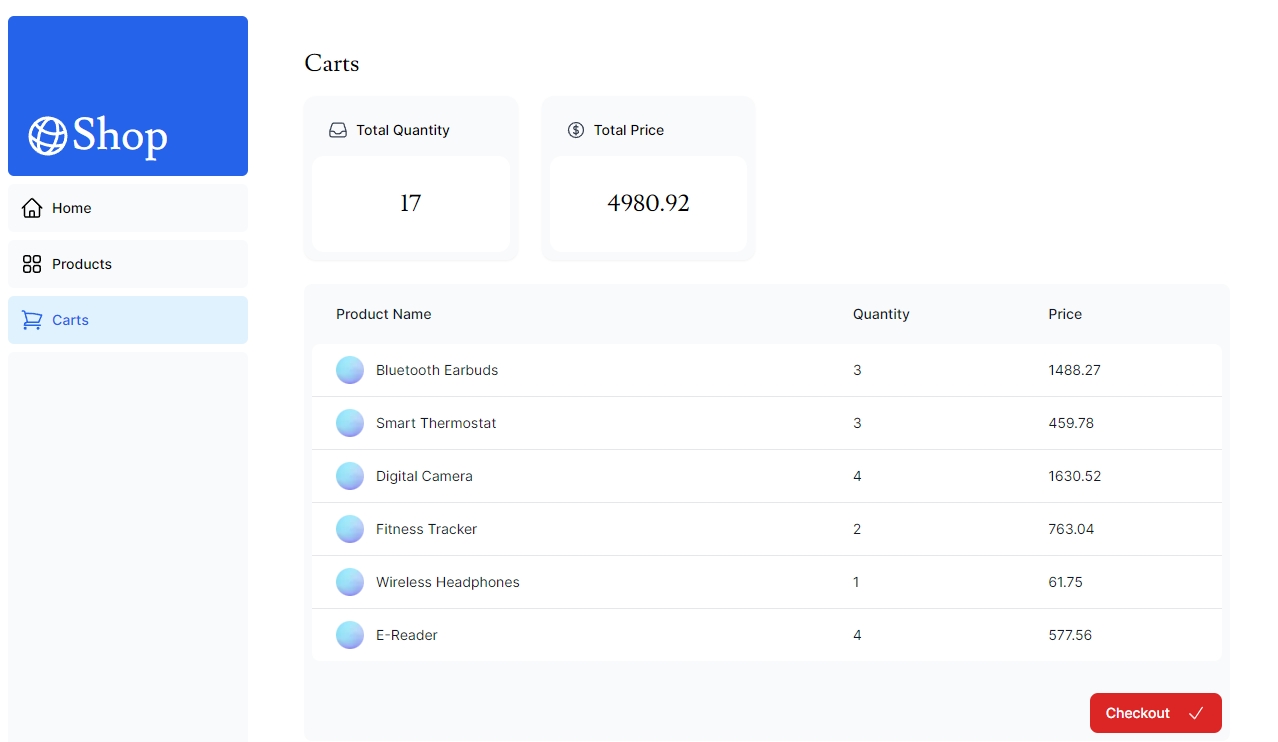 Shop
Home
Products
Carts
Carts
Total Quantity
17
Total Price
4980.92
Product Name Quantity Price
Bluetooth Earbuds 3 1488.27
Smart Thermostat 3 459.78
Digital Camera 4 1630.52
Fitness Tracker 2 763.04
Wireless Headphones 1 61.75
E-Reader 4 577.56
Checkout